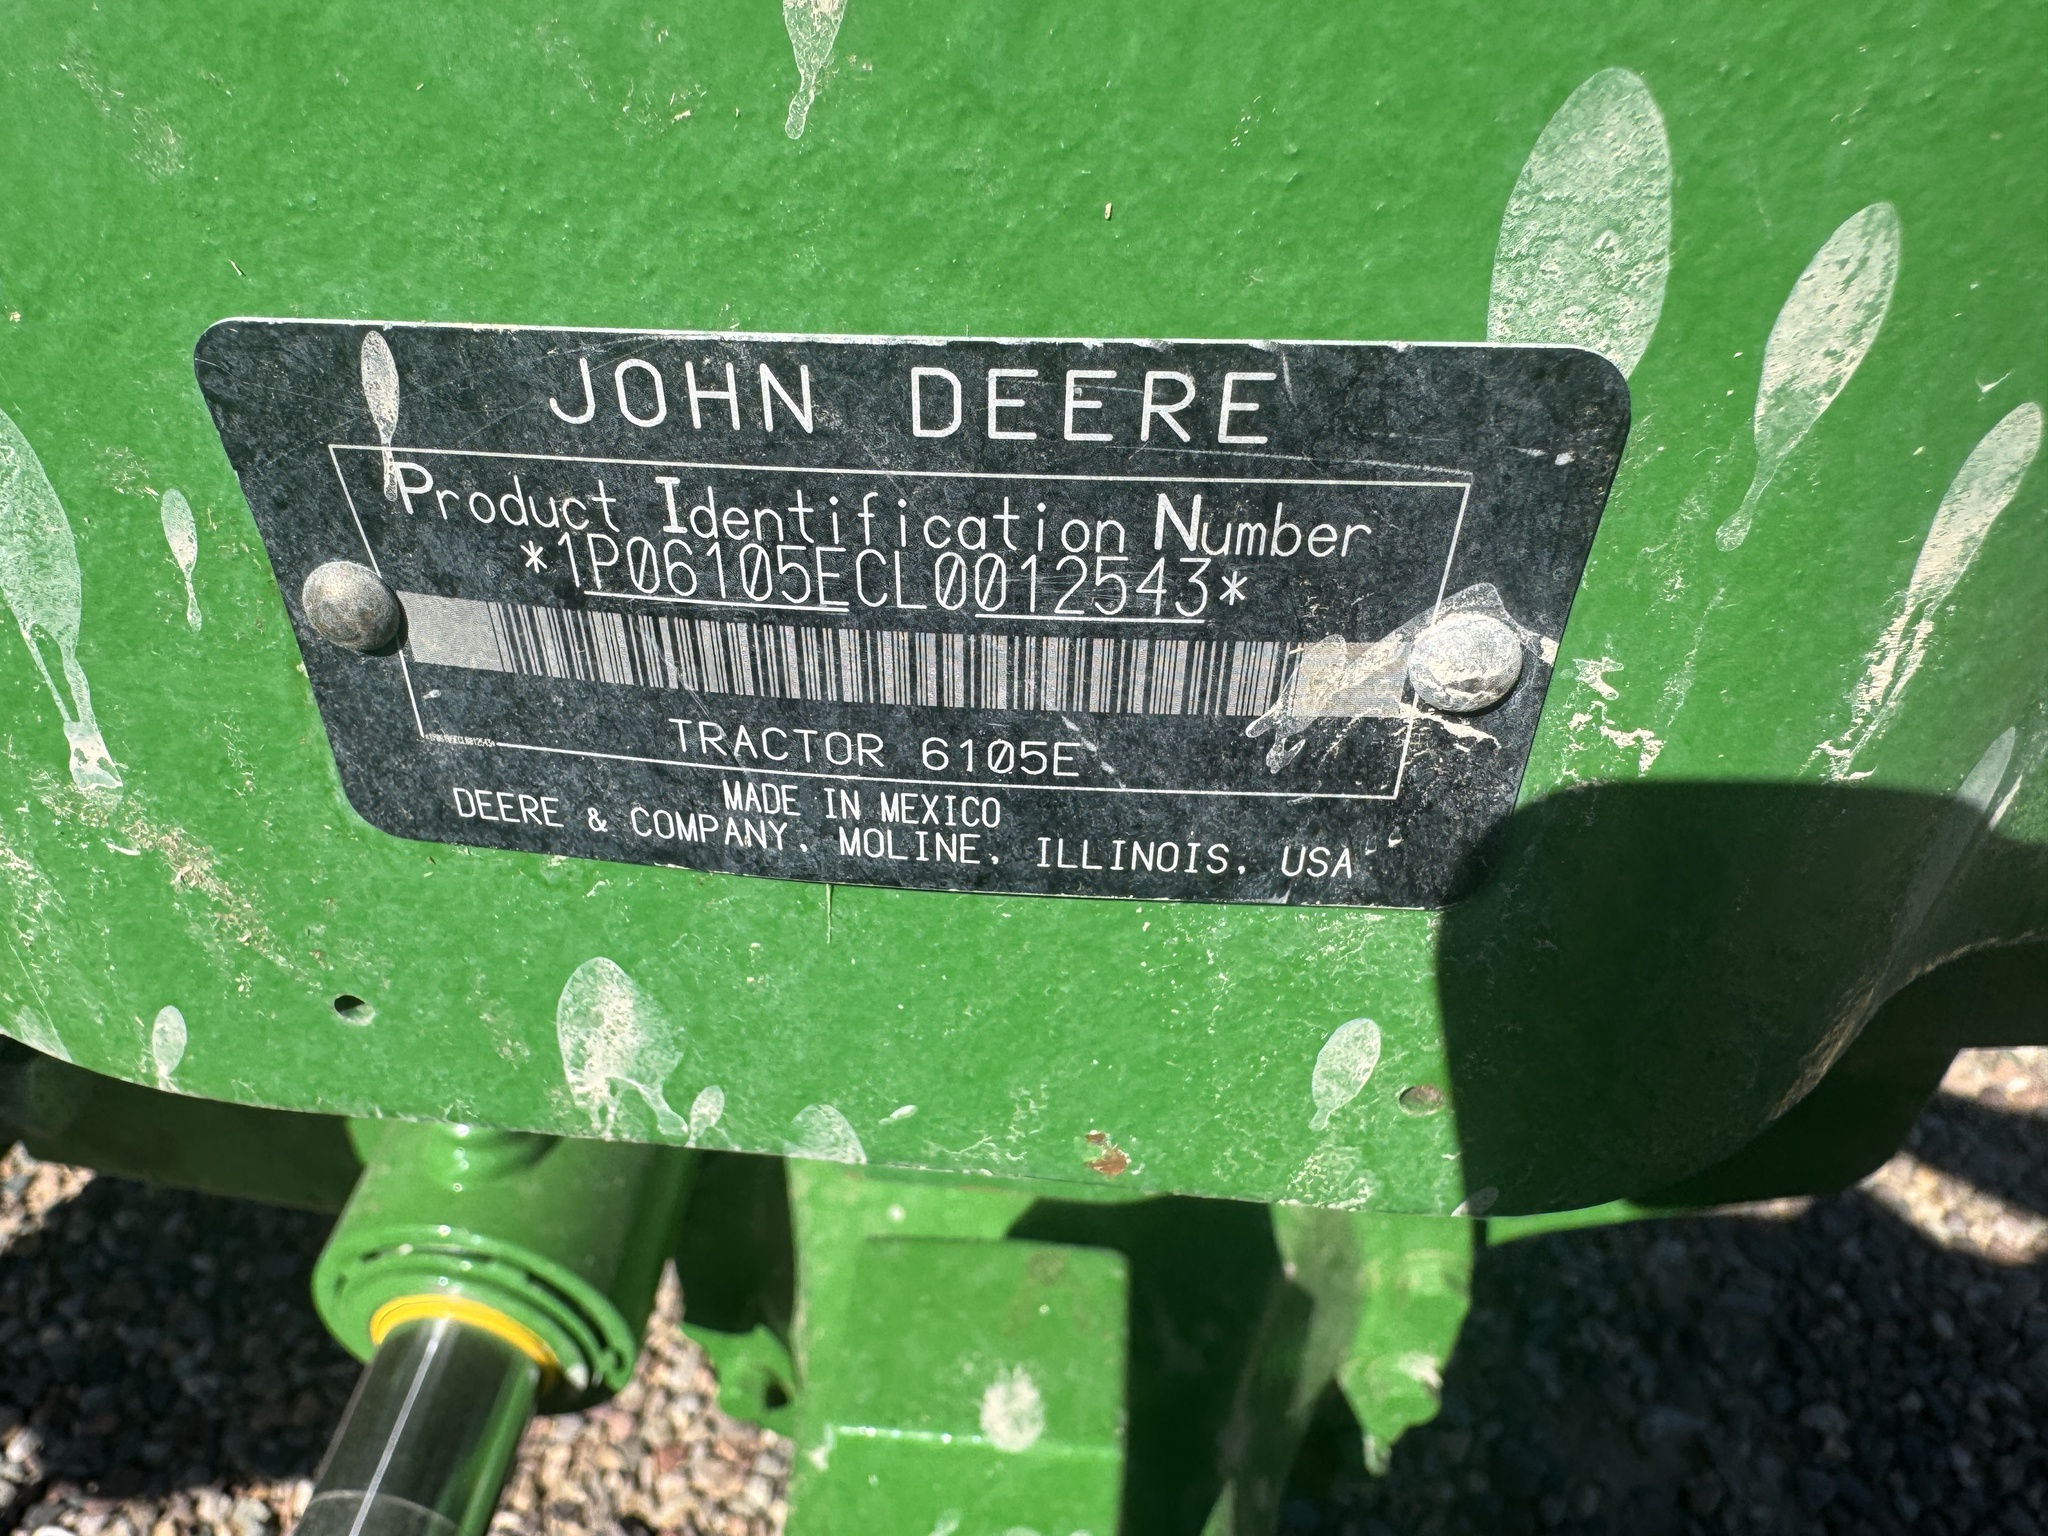 JOHN DEERE
Product Identification Number
*1P06105ECL0012543*
TRACTOR 6105E
MADE IN MEXICO
DEERE & COMPANY, MOLINE, ILLINOIS, USA